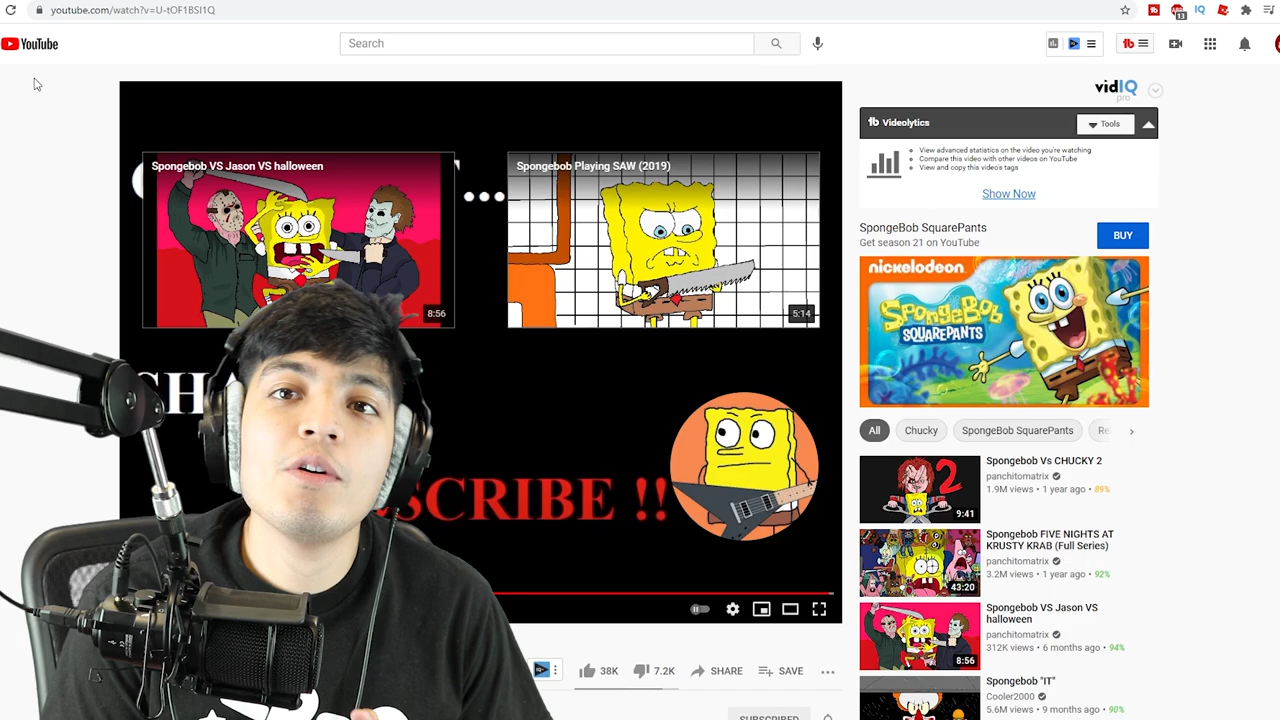 youtube.com/watch?v=U-tOF1BSI1Q
13
IQ
YouTube
Search
Spongebob VS Jason VS halloween
8:56
Spongebob Playing SAW (2019)
5:14
SCRIBE !!
38K
7.2K
SHARE
SAVE
SUBSCRIBED
vidIQ
pro
Videolytics
Tools
View advanced statistics on the video you're watching
Compare this video with other videos on YouTube
View and copy this video's tags
Show Now
SpongeBob SquarePants
Get season 21 on YouTube
BUY
nickelodeon
SpongeBob
SQUAREPANTS
All
Chucky
SpongeBob SquarePants
Re
Spongebob Vs CHUCKY 2
panchitomatrix
1.9M views • 1 year ago • 89%
2
9:41
Spongebob FIVE NIGHTS AT
KRUSTY KRAB (Full Series)
panchitomatrix
3.2M views • 1 year ago • 92%
43:20
Spongebob VS Jason VS
halloween
panchitomatrix
312K views • 6 months ago • 94%
8:56
Spongebob "IT"
Cooler2000
5.6M views • 9 months ago • 90%